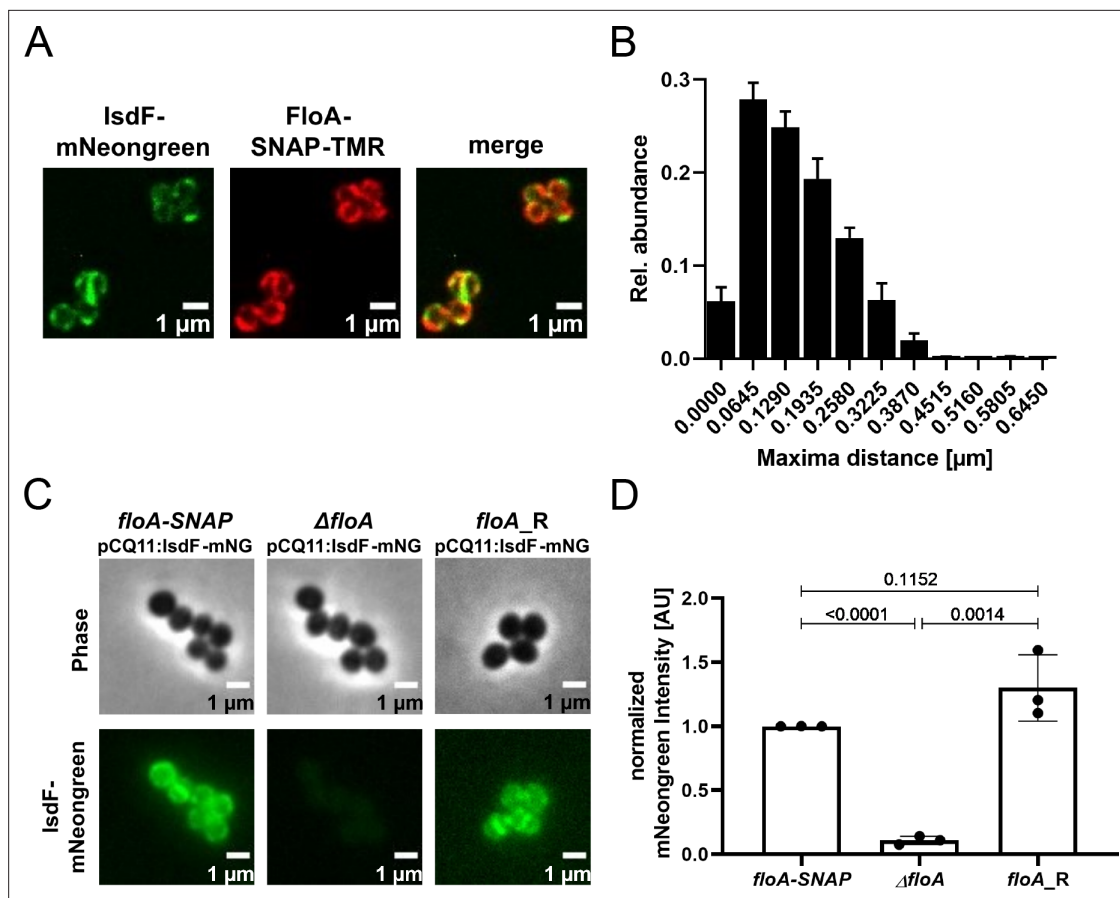 A
IsdF-
mNeongreen
FloA-
SNAP-TMR
merge
1 µm
1 µm
1 µm
B
Rel. abundance
0.3
0.2
0.1
0.0
0.0000
0.0645
0.1290
0.1935
0.2580
0.3225
0.3870
0.4515
0.5160
0.5805
0.6450
Maxima distance [µm]
C
floA-SNAP
pCQ11:IsdF-mNG
ΔfloA
pCQ11:IsdF-mNG
floA_R
pCQ11:IsdF-mNG
Phase
1 µm
1 µm
1 µm
IsdF-
mNeongreen
1 µm
1 µm
1 µm
D
normalized
mNeongreen Intensity [AU]
2.0
1.5
1.0
0.5
0.0
0.1152
<0.0001
0.0014
floA-SNAP
ΔfloA
floA_R